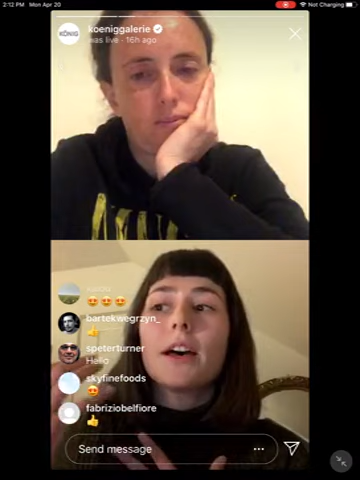 2:12 PM Mon Apr 20
Not Charging
KÖNIG
koeniggalerie
was live · 16h ago
bartekwegrzyn_
speterturner
Hello
skyfinefoods
fabriziobelfiore
Send message